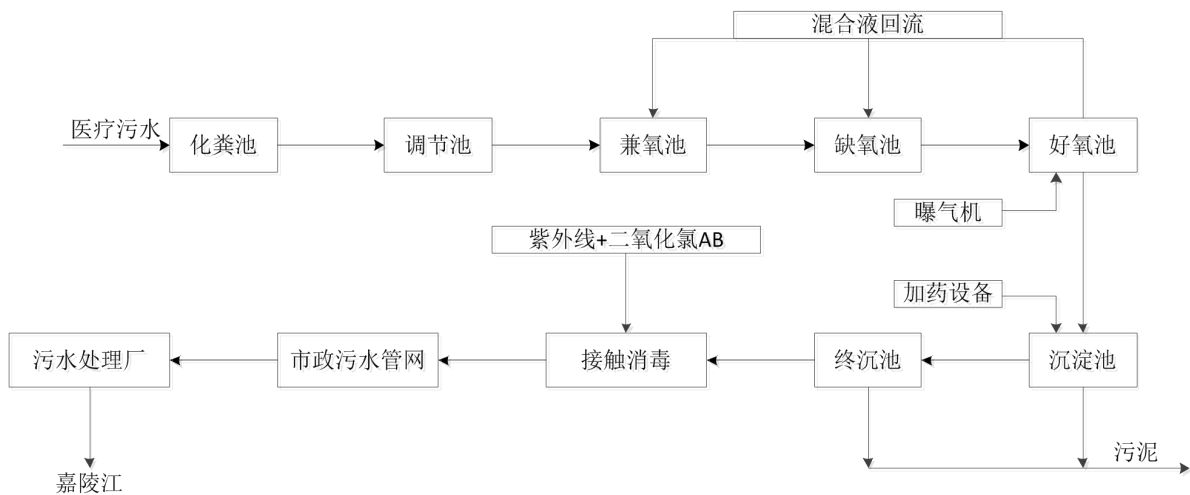 混合液回流
医疗污水
化粪池
调节池
兼氧池
缺氧池
好氧池
曝气机
紫外线+二氧化氯AB
加药设备
污水处理厂
市政污水管网
接触消毒
终沉池
沉淀池
污泥
嘉陵江